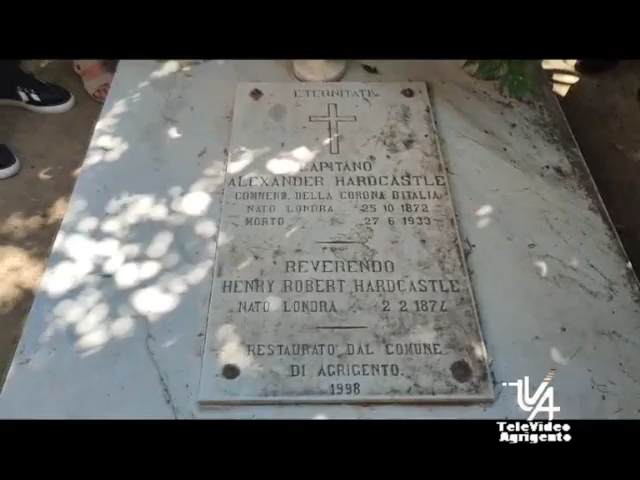 ETERNITATI
CAPITANO
ALEXANDER HARDCASTLE
COMMEND. DELLA CORONA D'ITALIA
NATO LONDRA 25 10 1872
MORTO 27 6 1933
REVERENDO
HENRY ROBERT HARDCASTLE
NATO LONDRA 2 2 1874
RESTAURATO DAL COMUNE
DI AGRIGENTO.
1998
TVA
TeleVideo
Agrigento